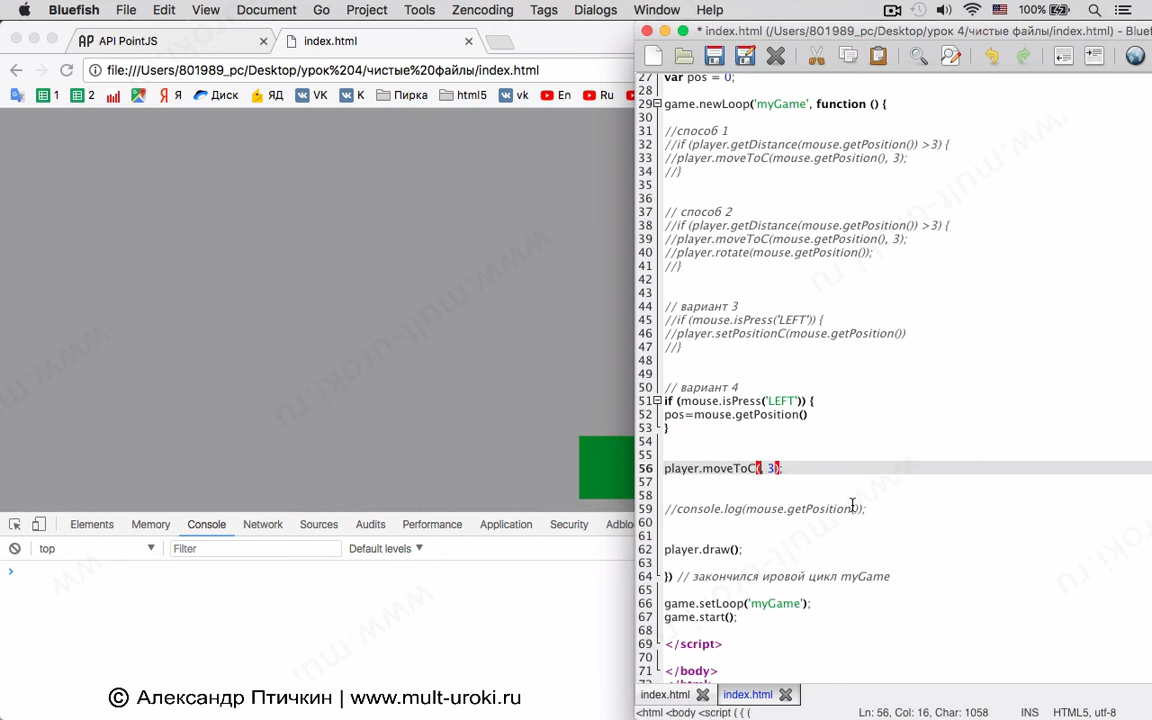 Bluefish File Edit View Document Go Project Tools Zencoding Tags Dialogs Window Help 100%
API PointJS
index.html
* index.html (/Users/801989_pc/Desktop/урок 4/чистые файлы/index.html) - Bluef
file:///Users/801989_pc/Desktop/урок%204/чистые%20файлы/index.html
1 2 Я Я Диск ЯД VK K Пирка html5 vk En Ru
27 var pos = 0;
28
29 game.newLoop('myGame', function () {
30
31 //способ 1
32 //if (player.getDistance(mouse.getPosition()) >3) {
33 //player.moveToC(mouse.getPosition(), 3);
34 //}
35
36
37 // способ 2
38 //if (player.getDistance(mouse.getPosition()) >3) {
39 //player.moveToC(mouse.getPosition(), 3);
40 //player.rotate(mouse.getPosition());
41 //}
42
43
44 // вариант 3
45 //if (mouse.isPress('LEFT')) {
46 //player.setPositionC(mouse.getPosition())
47 //}
48
49
50 // вариант 4
51 if (mouse.isPress('LEFT')) {
52 pos=mouse.getPosition()
53 }
54
55
56 player.moveToC(, 3);
57
58
59 //console.log(mouse.getPosition());
60
61
62 player.draw();
63
64 }) // закончился ировой цикл myGame
65
66 game.setLoop('myGame');
67 game.start();
68
69 </script>
70
71 </body>
Elements Memory Console Network Sources Audits Performance Application Security Adblo
top Filter Default levels
index.html index.html
<html <body <script ( { ( Ln: 56, Col: 16, Char: 1058 INS HTML5, utf-8
© Александр Птичкин | www.mult-uroki.ru
www.mult-uroki.ru